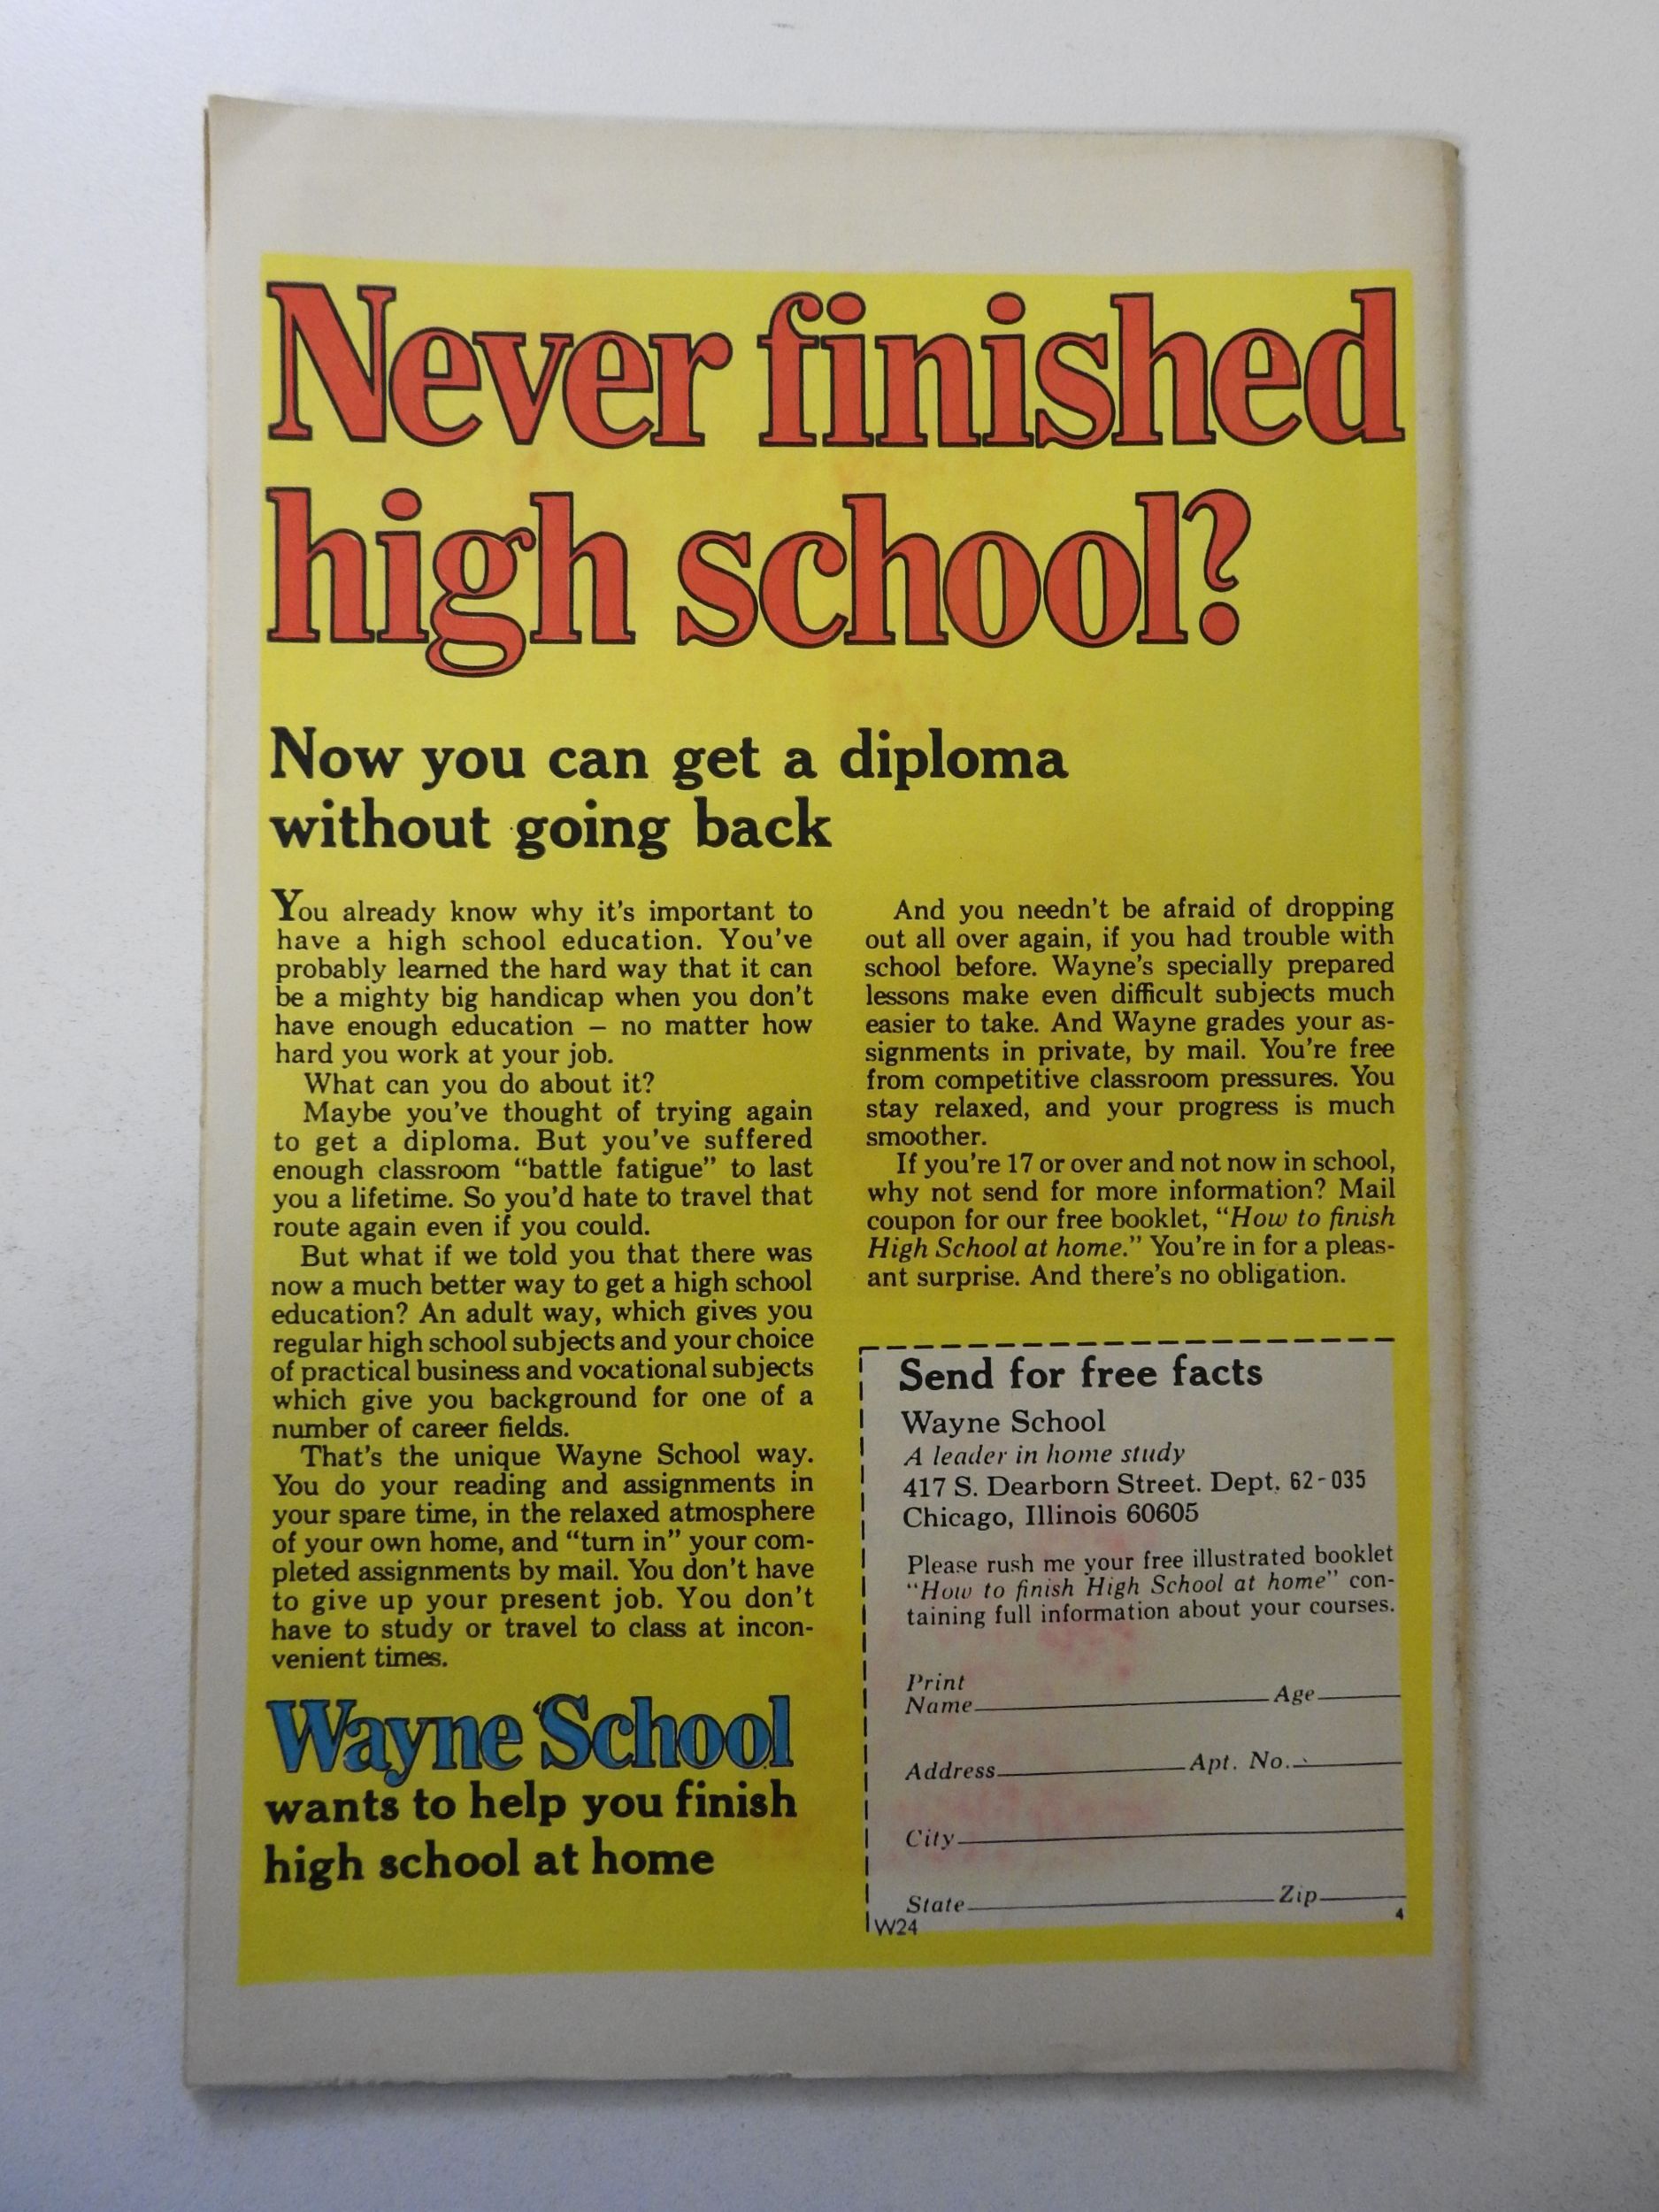 Never finished
high school?
Now you can get a diploma
without going back
You already know why it's important to
have a high school education. You've
probably learned the hard way that it can
be a mighty big handicap when you don't
have enough education – no matter how
hard you work at your job.
What can you do about it?
Maybe you've thought of trying again
to get a diploma. But you've suffered
enough classroom “battle fatigue” to last
you a lifetime. So you'd hate to travel that
route again even if you could.
But what if we told you that there was
now a much better way to get a high school
education? An adult way, which gives you
regular high school subjects and your choice
of practical business and vocational subjects
which give you background for one of a
number of career fields.
That's the unique Wayne School way.
You do your reading and assignments in
your spare time, in the relaxed atmosphere
of your own home, and “turn in” your com-
pleted assignments by mail. You don't have
to give up your present job. You don't
have to study or travel to class at incon-
venient times.
Wayne School
wants to help you finish
high school at home
And you needn't be afraid of dropping
out all over again, if you had trouble with
school before. Wayne's specially prepared
lessons make even difficult subjects much
easier to take. And Wayne grades your as-
signments in private, by mail. You're free
from competitive classroom pressures. You
stay relaxed, and your progress is much
smoother.
If you're 17 or over and not now in school,
why not send for more information? Mail
coupon for our free booklet, “How to finish
High School at home.” You're in for a pleas-
ant surprise. And there's no obligation.
Send for free facts
Wayne School
A leader in home study
417 S. Dearborn Street. Dept. 62-035
Chicago, Illinois 60605
Please rush me your free illustrated booklet
“How to finish High School at home” con-
taining full information about your courses.
Print
Name Age
Address Apt. No.
City
State Zip
W24 4